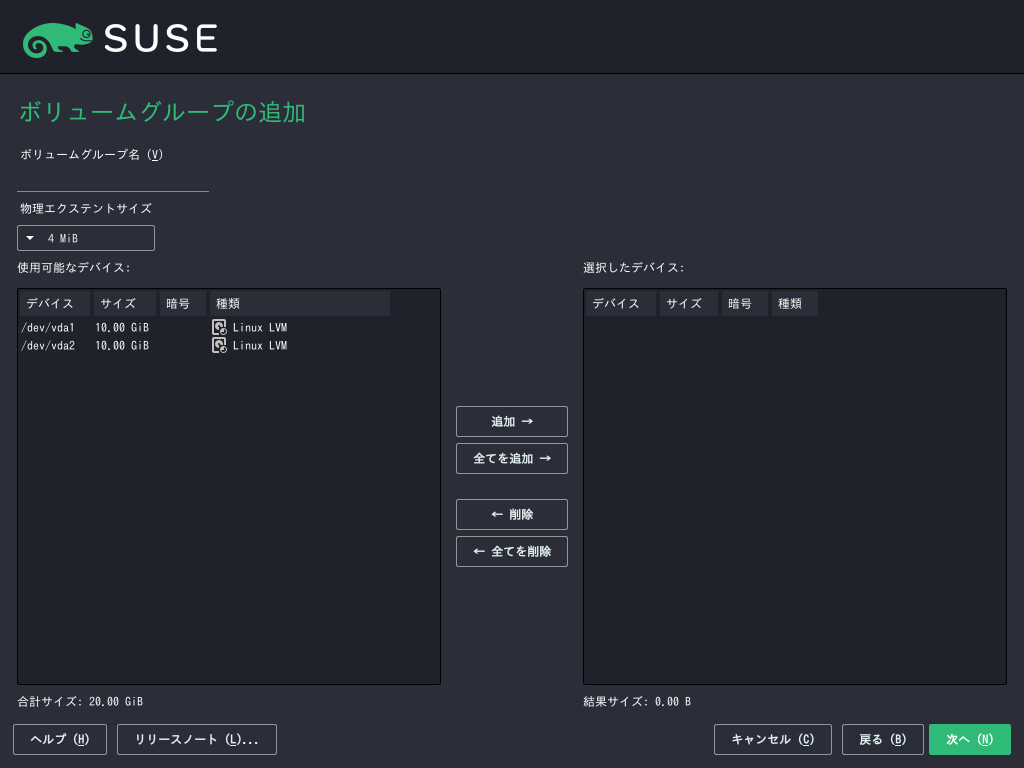 SUSE
ボリュームグループの追加
ボリュームグループ名 (V)
物理エクステントサイズ
4 MiB
使用可能なデバイス:
デバイス サイズ 暗号 種類
/dev/vda1 10.00 GiB Linux LVM
/dev/vda2 10.00 GiB Linux LVM
合計サイズ: 20.00 GiB
追加 →
全てを追加 →
← 削除
← 全てを削除
選択したデバイス:
デバイス サイズ 暗号 種類
結果サイズ: 0.00 B
ヘルプ (H) リリースノート (L)... キャンセル (C) 戻る (B) 次へ (N)